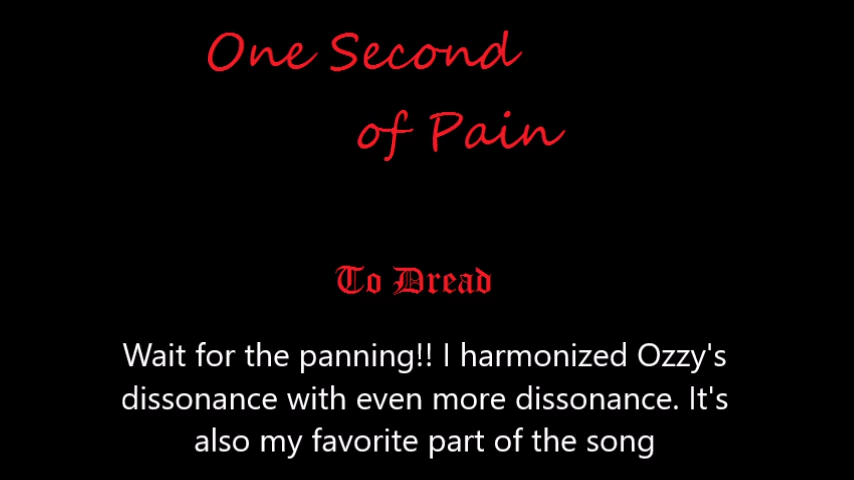 One Second
of Pain
To Dread
Wait for the panning!! I harmonized Ozzy's
dissonance with even more dissonance. It's
also my favorite part of the song